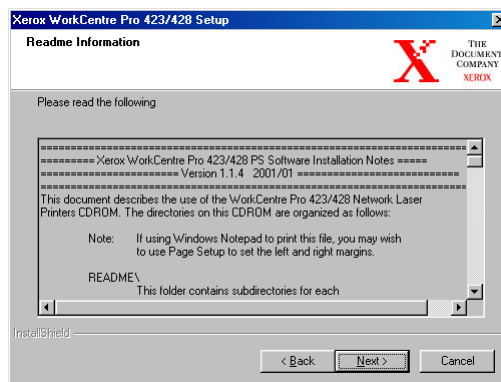 Xerox WorkCentre Pro 423/428 Setup
Readme Information
THE
DOCUMENT
COMPANY
XEROX
Please read the following
==========================================================
========= Xerox WorkCentre Pro 423/428 PS Software Installation Notes =====
==================== Version 1.1.4 2001/01 =======================
==========================================================
This document describes the use of the WorkCentre Pro 423/428 Network Laser
Printers CDROM. The directories on this CDROM are organized as follows:
Note: If using Windows Notepad to print this file, you may wish
to use Page Setup to set the left and right margins.
README\
This folder contains subdirectories for each
InstallShield
< Back Next > Cancel